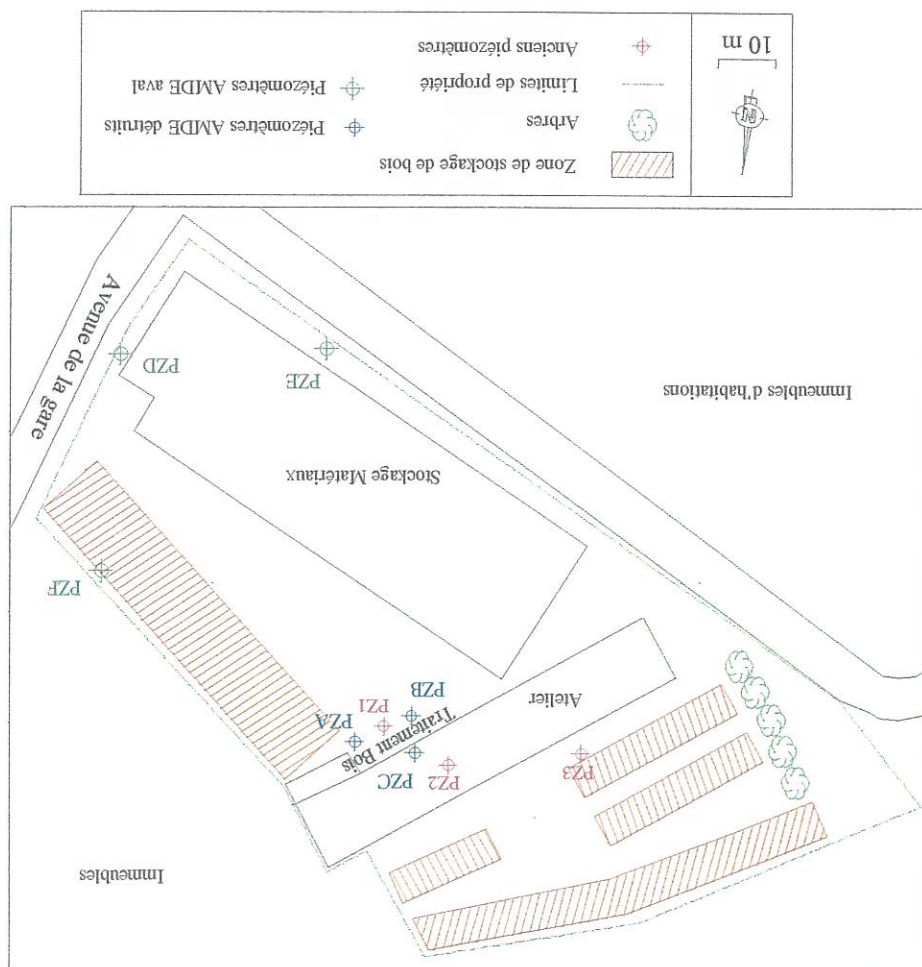 Immeubles
PZ3
PZ2
PZC
Traitement Bois
PZA
PZ1
PZB
Atelier
PZF
Stockage Matériaux
Immeubles d'habitations
PZE
PZD
Avenue de la gare
N
10 m
Zone de stockage de bois
Arbres
Limites de propriété
Anciens piézomètres
Piézomètres AMDE détruits
Piézomètres AMDE aval